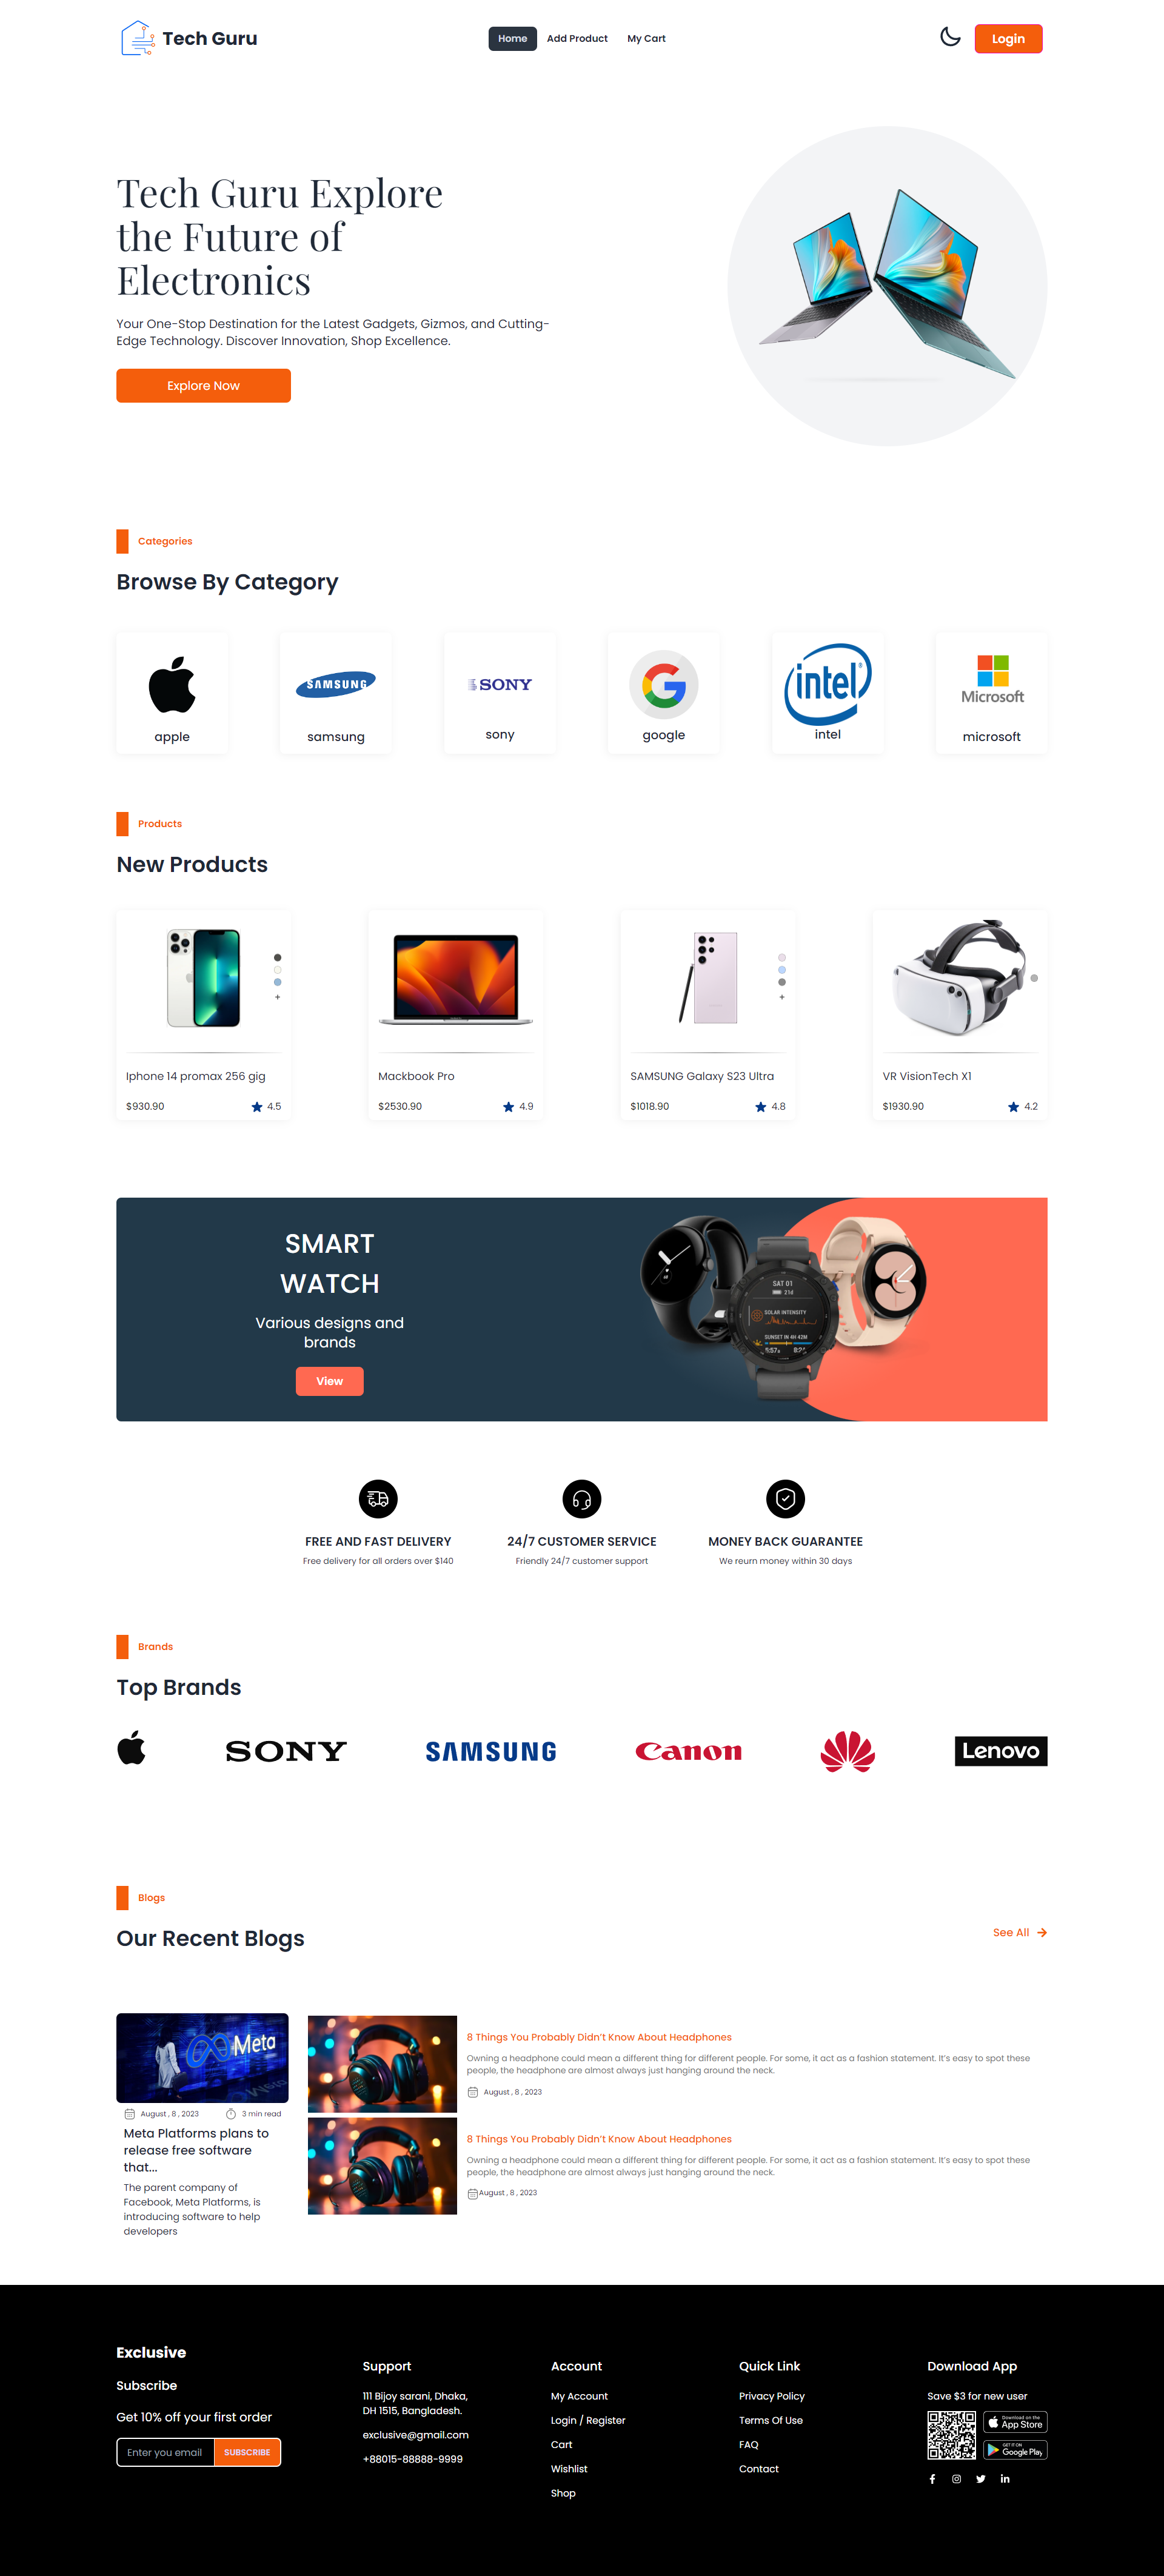 Tech Guru
Home
Add Product
My Cart
Login
Tech Guru Explore
the Future of
Electronics
Your One-Stop Destination for the Latest Gadgets, Gizmos, and Cutting-
Edge Technology. Discover Innovation, Shop Excellence.
Explore Now
Categories
Browse By Category
SAMSUNG
SONY
intel
Microsoft
apple
samsung
sony
google
intel
microsoft
Products
New Products
+
+
Iphone 14 promax 256 gig
$930.90
4.5
Mackbook Pro
$2530.90
4.9
SAMSUNG Galaxy S23 Ultra
$1018.90
4.8
VR VisionTech X1
$1930.90
4.2
SMART
WATCH
Various designs and
brands
View
SAT 01
21d
SOLAR INTENSITY
SUNSET IN 4H 42M
FREE AND FAST DELIVERY
Free delivery for all orders over $140
24/7 CUSTOMER SERVICE
Friendly 24/7 customer support
MONEY BACK GUARANTEE
We reurn money within 30 days
Brands
Top Brands
SONY
SAMSUNG
Canon
Lenovo
Blogs
Our Recent Blogs
See All
Meta
August , 8 , 2023
3 min read
Meta Platforms plans to
release free software
that...
The parent company of
Facebook, Meta Platforms, is
introducing software to help
developers
8 Things You Probably Didn't Know About Headphones
Owning a headphone could mean a different thing for different people. For some, it act as a fashion statement. It's easy to spot these
people, the headphone are almost always just hanging around the neck.
August , 8 , 2023
8 Things You Probably Didn't Know About Headphones
Owning a headphone could mean a different thing for different people. For some, it act as a fashion statement. It's easy to spot these
people, the headphone are almost always just hanging around the neck.
August , 8 , 2023
Exclusive
Subscribe
Get 10% off your first order
Enter you email
SUBSCRIBE
Support
111 Bijoy sarani, Dhaka,
DH 1515, Bangladesh.
exclusive@gmail.com
+88015-88888-9999
Account
My Account
Login / Register
Cart
Wishlist
Shop
Quick Link
Privacy Policy
Terms Of Use
FAQ
Contact
Download App
Save $3 for new user
Download on the
App Store
GET IT ON
Google Play